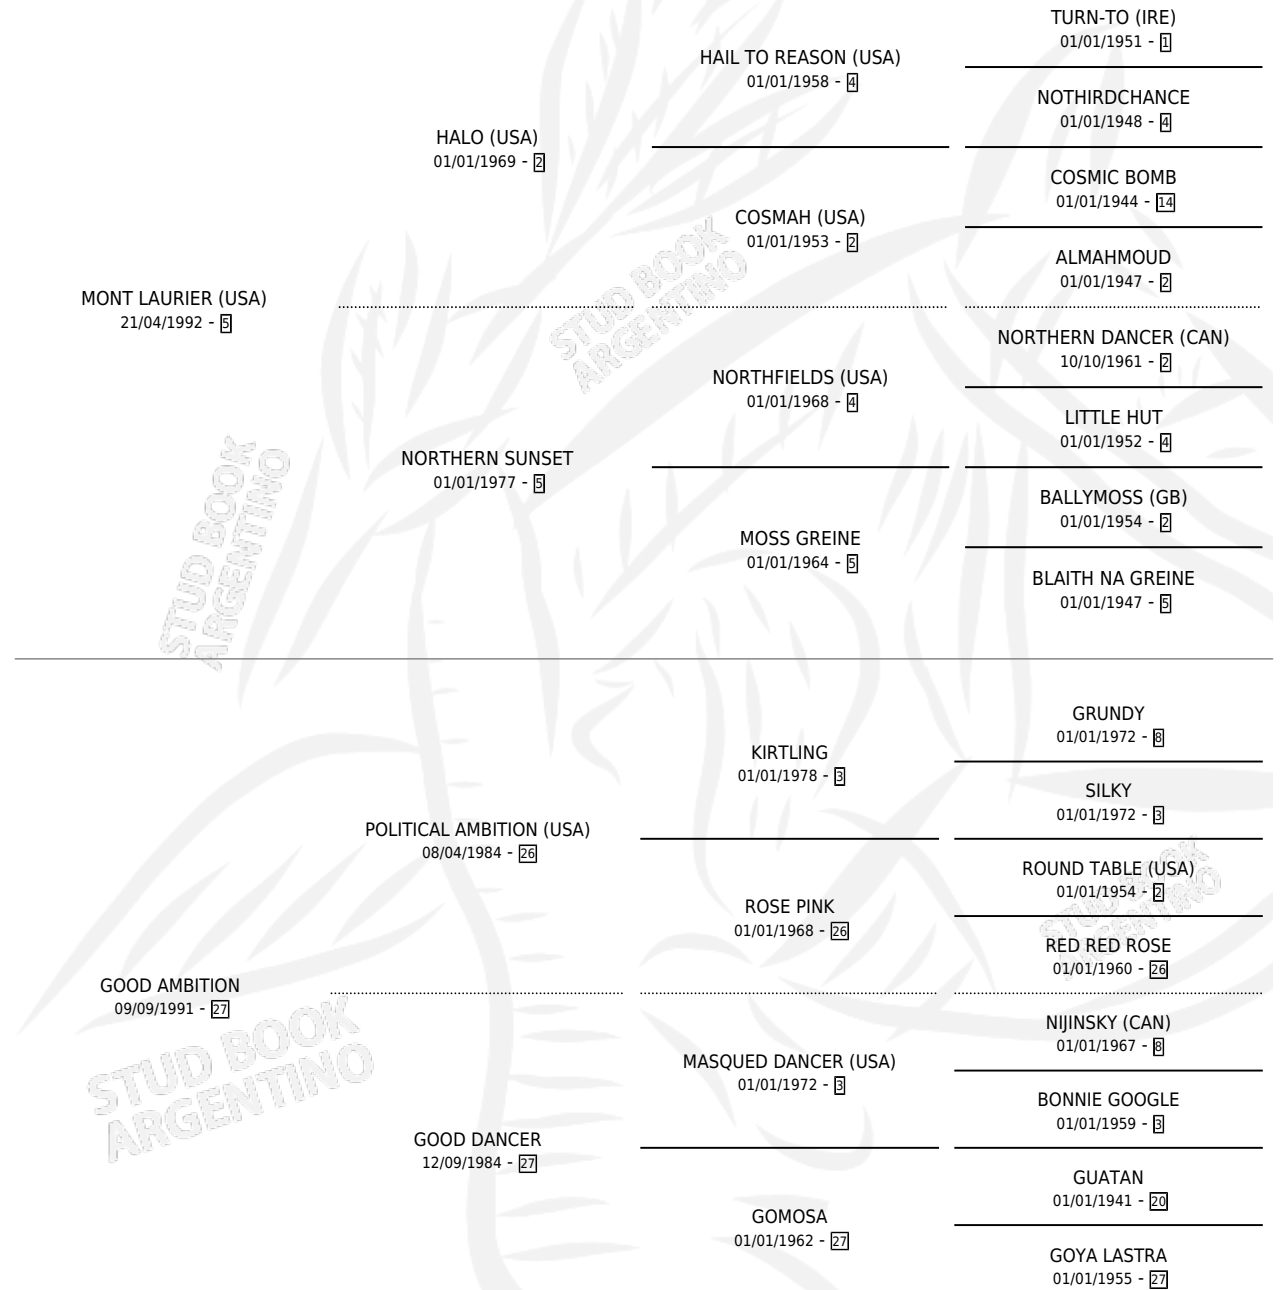 TURN-TO (IRE)
01/01/1951 - 1
HAIL TO REASON (USA)
01/01/1958 - 4
NOTHIRDCHANCE
01/01/1948 - 4
HALO (USA)
01/01/1969 - 2
COSMIC BOMB
01/01/1944 - 14
COSMAH (USA)
01/01/1953 - 2
ALMAHMOUD
01/01/1947 - 2
MONT LAURIER (USA)
21/04/1992 - 5
NORTHERN DANCER (CAN)
10/10/1961 - 2
NORTHFIELDS (USA)
01/01/1968 - 4
LITTLE HUT
01/01/1952 - 4
NORTHERN SUNSET
01/01/1977 - 5
BALLYMOSS (GB)
01/01/1954 - 2
MOSS GREINE
01/01/1964 - 5
BLAITH NA GREINE
01/01/1947 - 5
GRUNDY
01/01/1972 - 8
KIRTLING
01/01/1978 - 3
SILKY
01/01/1972 - 3
POLITICAL AMBITION (USA)
08/04/1984 - 26
ROUND TABLE (USA)
01/01/1954 - 2
ROSE PINK
01/01/1968 - 26
RED RED ROSE
01/01/1960 - 26
GOOD AMBITION
09/09/1991 - 27
NIJINSKY (CAN)
01/01/1967 - 8
MASQUED DANCER (USA)
01/01/1972 - 3
BONNIE GOOGLE
01/01/1959 - 3
GOOD DANCER
12/09/1984 - 27
GUATAN
01/01/1941 - 20
GOMOSA
01/01/1962 - 27
GOYA LASTRA
01/01/1955 - 27
STUD BOOK
ARGENTINO
STUD BOOK
ARGENTINO
STUD BOOK
ARGENTINO
STUD BOOK
ARGENTINO